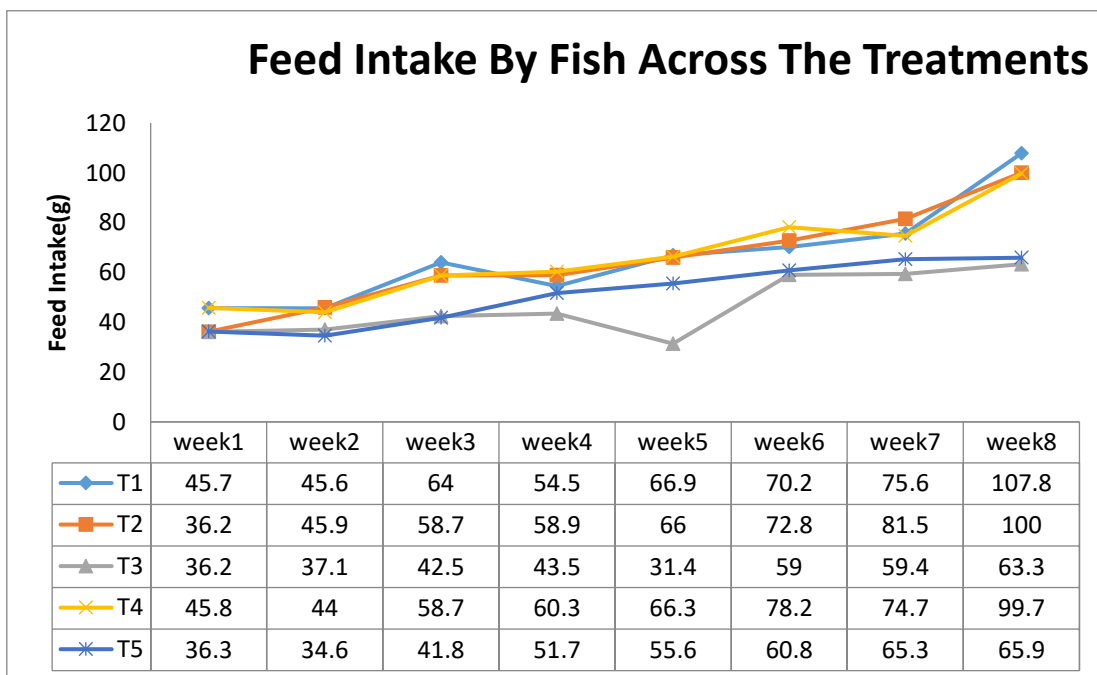 Feed Intake By Fish Across The Treatments
120
100
80
60
40
20
0
Feed Intake(g)
week1 week2 week3 week4 week5 week6 week7 week8
T1 45.7 45.6 64 54.5 66.9 70.2 75.6 107.8
T2 36.2 45.9 58.7 58.9 66 72.8 81.5 100
T3 36.2 37.1 42.5 43.5 31.4 59 59.4 63.3
T4 45.8 44 58.7 60.3 66.3 78.2 74.7 99.7
T5 36.3 34.6 41.8 51.7 55.6 60.8 65.3 65.9